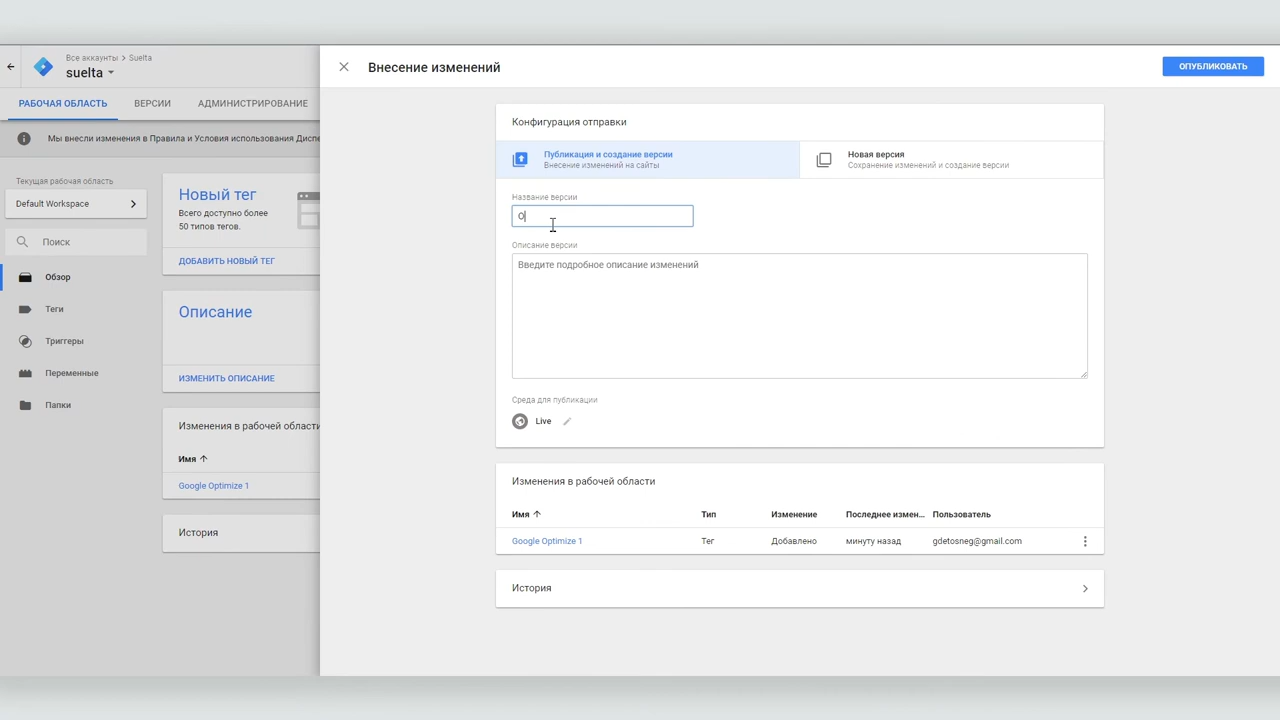 Все аккаунты > Suelta
suelta
Внесение изменений
ОПУБЛИКОВАТЬ
РАБОЧАЯ ОБЛАСТЬ
ВЕРСИИ
АДМИНИСТРИРОВАНИЕ
Мы внесли изменения в Правила и Условия использования
Текущая рабочая область
Default Workspace
Поиск
Обзор
Теги
Триггеры
Переменные
Папки
Новый тег
Всего доступно более
50 типов тегов.
ДОБАВИТЬ НОВЫЙ ТЕГ
Описание
ИЗМЕНИТЬ ОПИСАНИЕ
Изменения в рабочей области
Имя
Google Optimize 1
История
Конфигурация отправки
Публикация и создание версии
Внесение изменений на сайты
Новая версия
Сохранение изменений и создание версии
Название версии
O
Описание версии
Введите подробное описание изменений
Среда для публикации
Live
Изменения в рабочей области
Имя Тип Изменение Последнее измен... Пользователь
Google Optimize 1 Тег Добавлено минуту назад gdetosneg@gmail.com
История